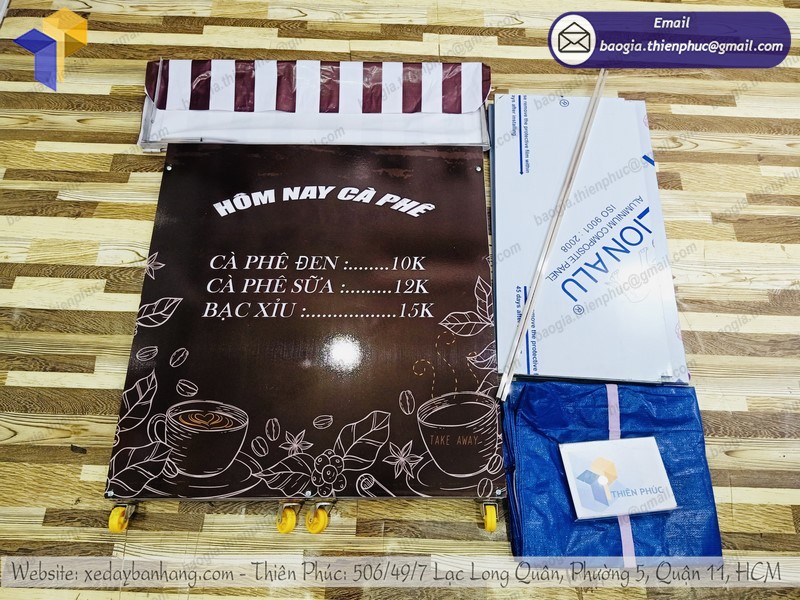 Email
baogia.thienphuc@gmail.com
HÔM NAY CÀ PHÊ
CÀ PHÊ ĐEN :........10K
CÀ PHÊ SỮA :........12K
BẠC XỈU :.................15K
TAKE AWAY
LIONALU
ALUMINIUM COMPOSITE PANEL
ISO 9001 : 2008
THIÊN PHÚC
Website: xedaybanhang.com - Thiên Phúc: 506/49/7 Lạc Long Quân, Phường 5, Quận 11, HCM